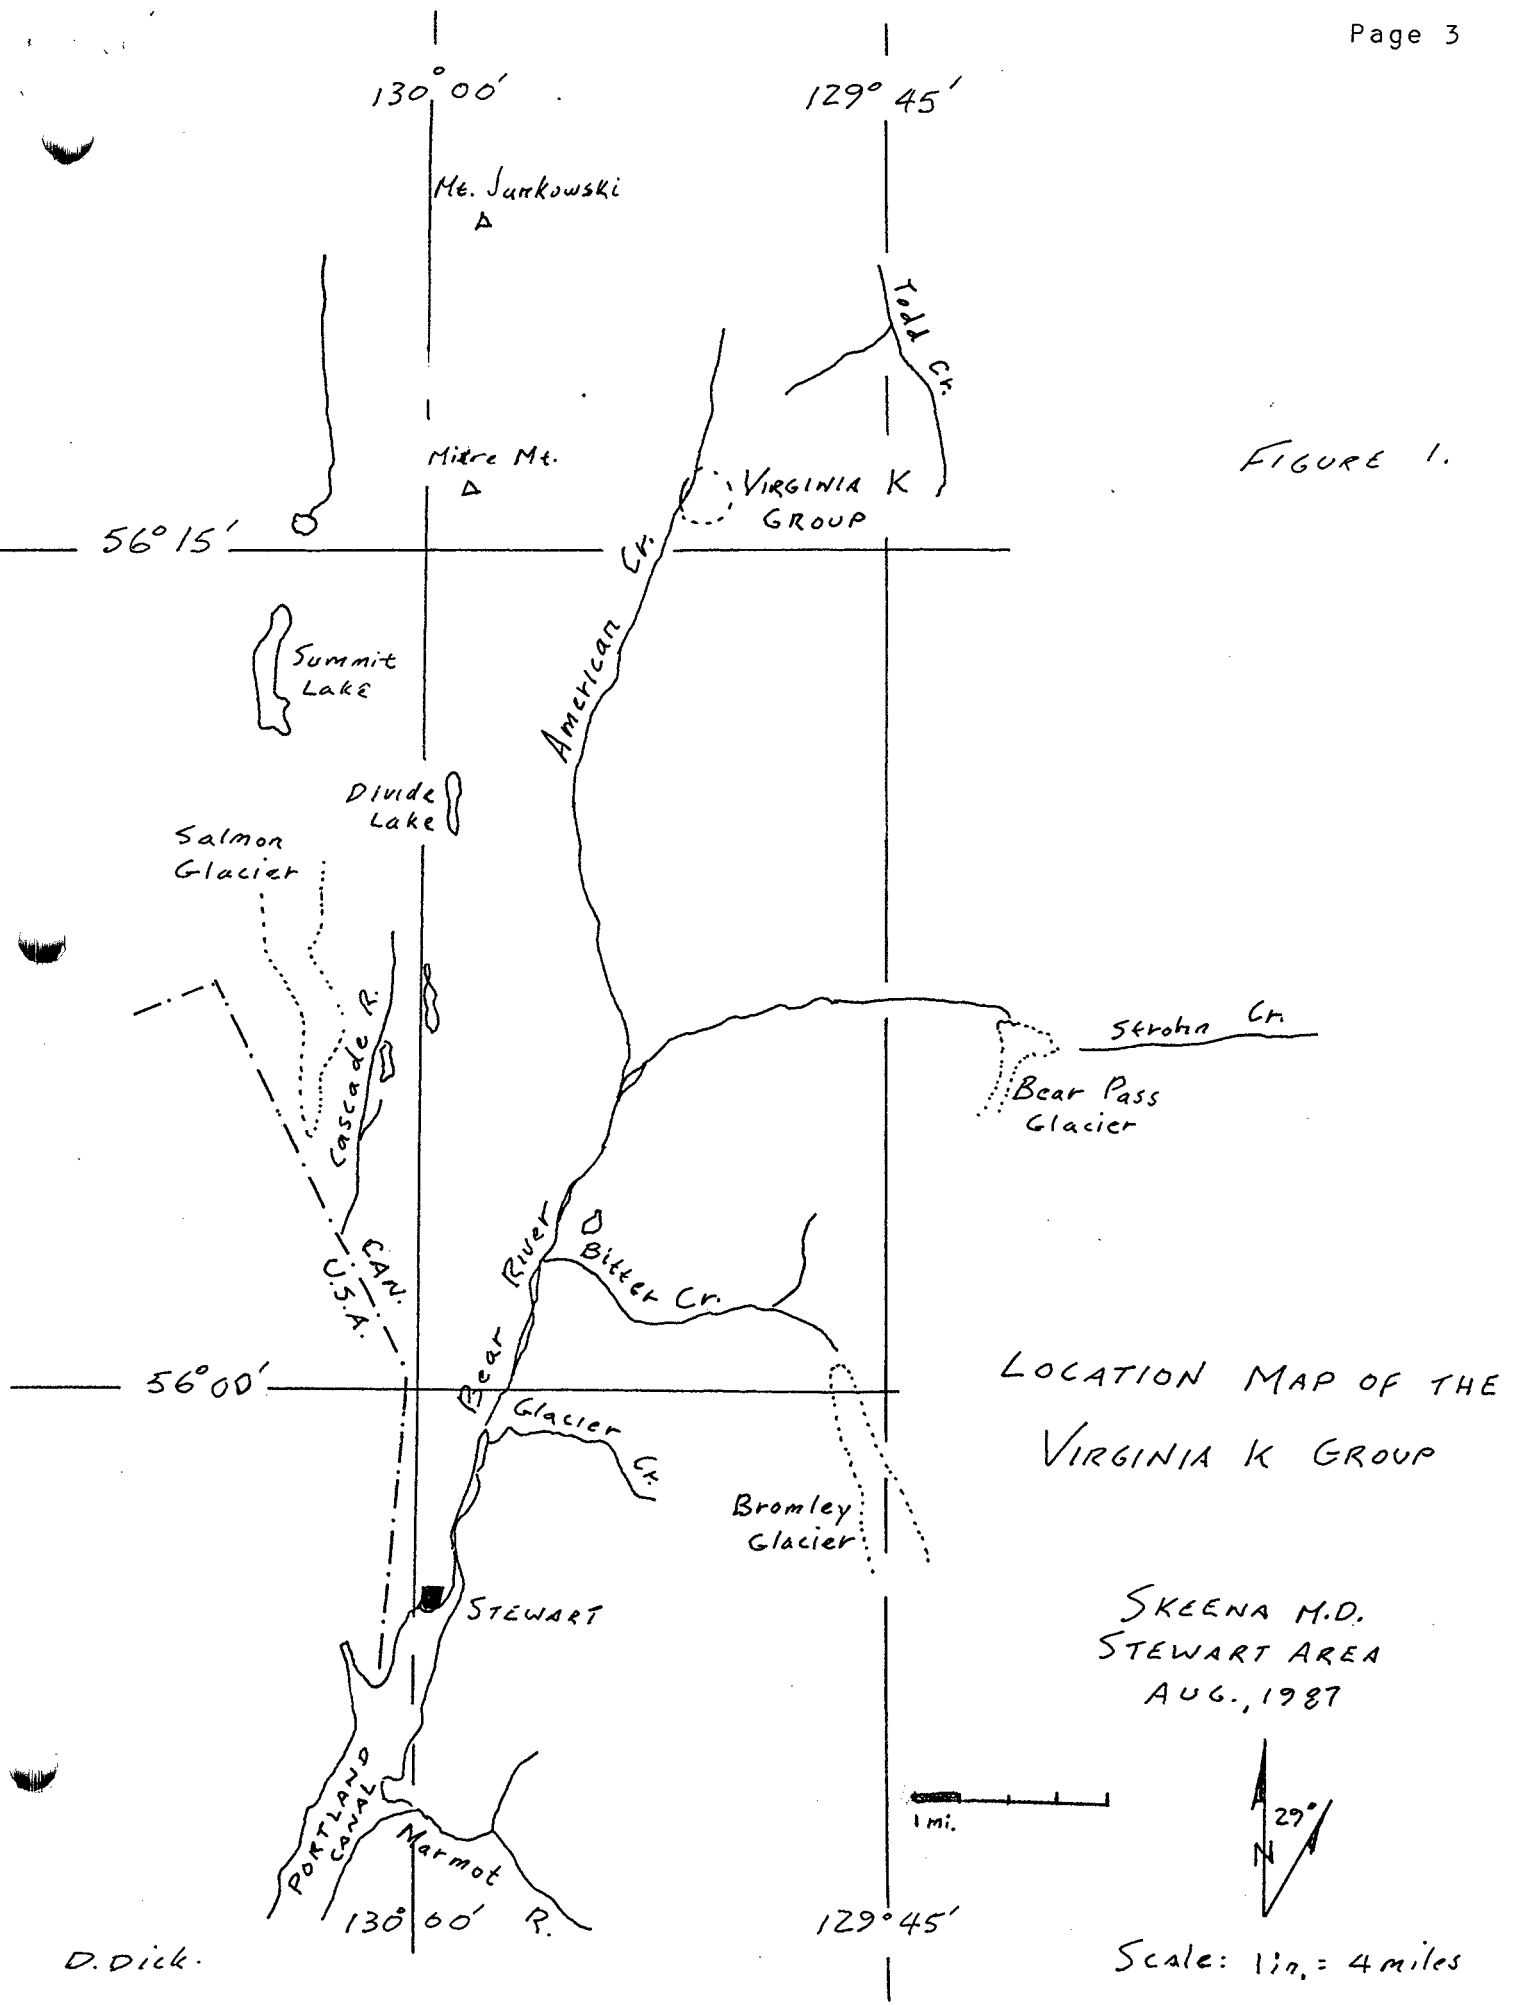 Page 3
130° 00′
129° 45′
Mt. Jankowski
Todd Cr.
Mitre Mt.
FIGURE 1.
VIRGINIA K
GROUP
56° 15′
American Cr.
Summit
Lake
Divide
Lake
Salmon
Glacier
Cascade R.
Strohn Cr.
Bear Pass
Glacier
CAN.
U.S.A.
Bear River
Bitter Cr.
56° 00′
Glacier Cr.
LOCATION MAP OF THE
VIRGINIA K GROUP
Bromley
Glacier
STEWART
SKEENA M.D.
STEWART AREA
AUG., 1987
PORTLAND
CANAL
Marmot R.
1 mi.
29°
N
130° 00′
129° 45′
D. Dick.
Scale: 1 in. = 4 miles